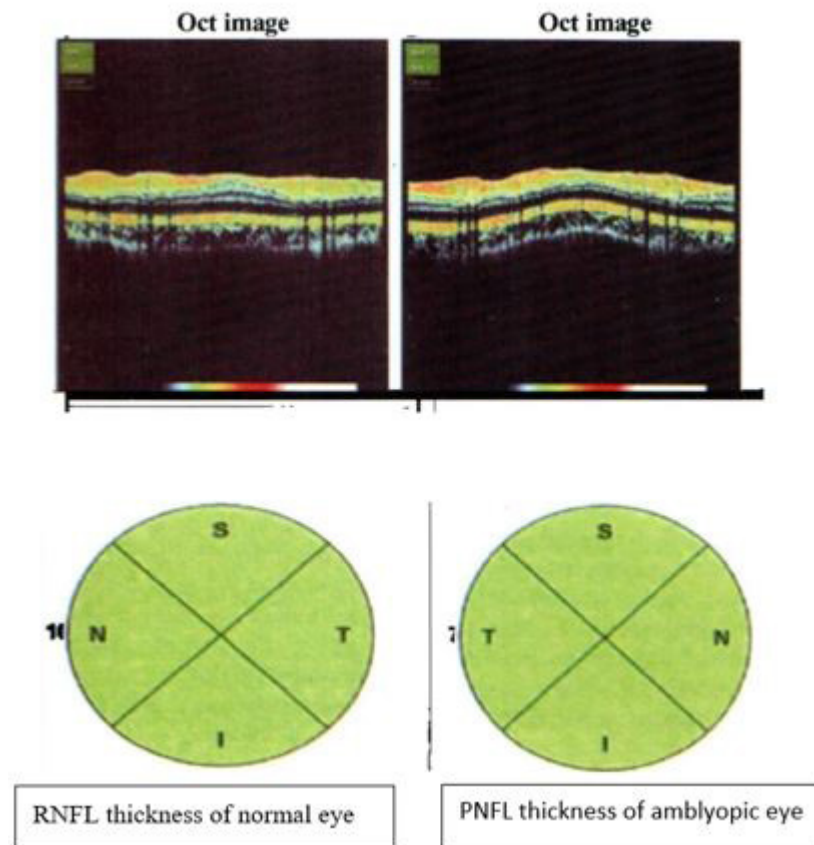 Oct image
Oct image
S
N
T
I
S
T
N
I
RNFL thickness of normal eye
PNFL thickness of amblyopic eye